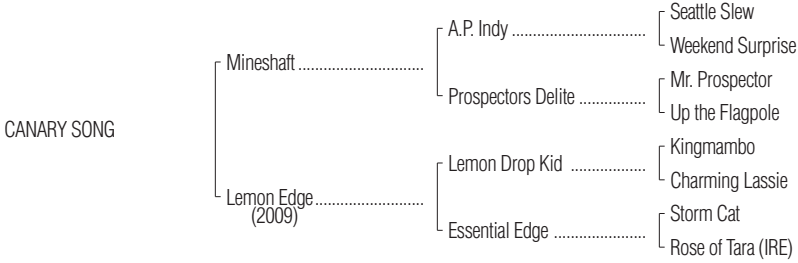 Seattle Slew
A.P. Indy ................................
Weekend Surprise
Mineshaft ..............................
Mr. Prospector
Prospectors Delite ................
Up the Flagpole
CANARY SONG
Kingmambo
Lemon Drop Kid ..................
Charming Lassie
Lemon Edge..........................
(2009)
Storm Cat
Essential Edge ......................
Rose of Tara (IRE)